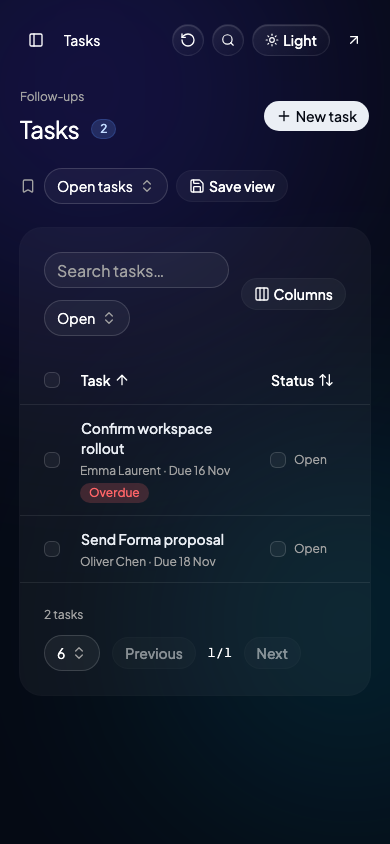 Tasks
Light
Follow-ups
Tasks 2
New task
Open tasks
Save view
Search tasks...
Columns
Open
Task
Status
Confirm workspace
rollout
Emma Laurent · Due 16 Nov
Overdue
Open
Send Forma proposal
Oliver Chen · Due 18 Nov
Open
2 tasks
6
Previous
1/1
Next